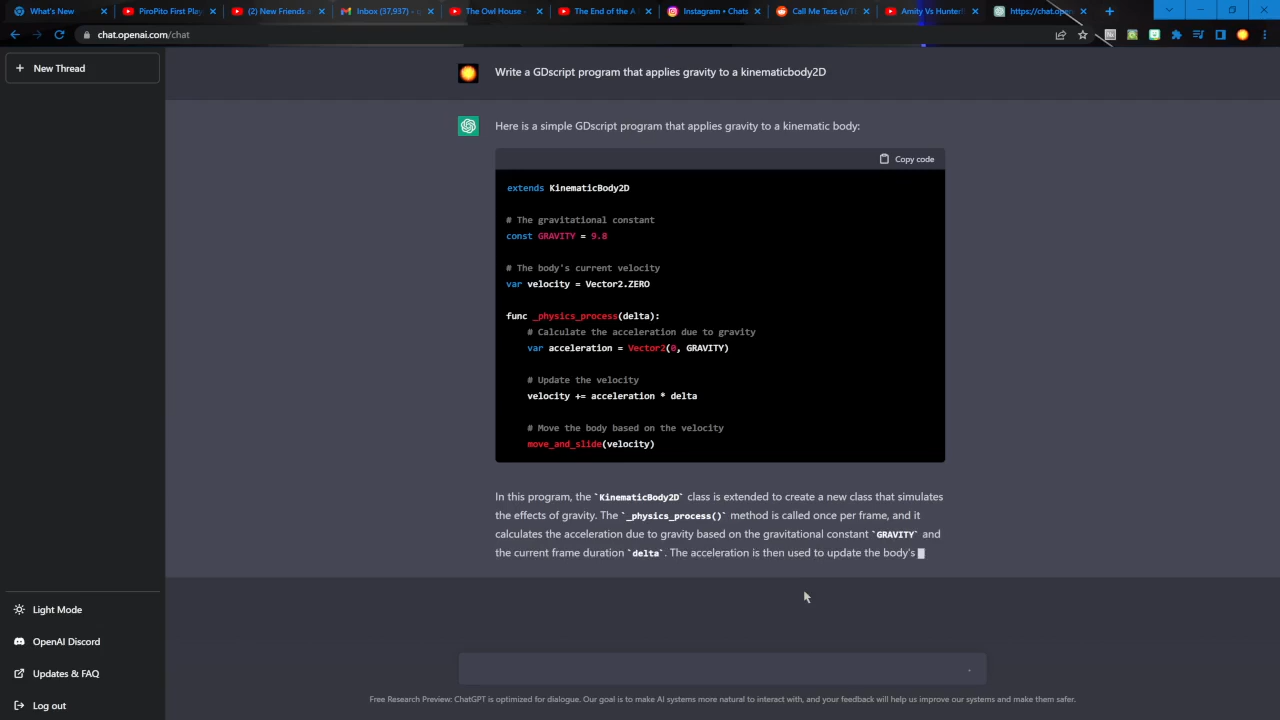 What's New
PiroPito First Play
(2) New Friends a
Inbox (37,937) - 
The Owl House -
The End of the A I
Instagram • Chats
Call Me Tess (u/T
Amity Vs Hunter
https://chat.open
chat.openai.com/chat
+ New Thread
Write a GDscript program that applies gravity to a kinematicbody2D
Here is a simple GDscript program that applies gravity to a kinematic body:
Copy code
extends KinematicBody2D
# The gravitational constant
const GRAVITY = 9.8
# The body's current velocity
var velocity = Vector2.ZERO
func _physics_process(delta):
# Calculate the acceleration due to gravity
var acceleration = Vector2(0, GRAVITY)
# Update the velocity
velocity += acceleration * delta
# Move the body based on the velocity
move_and_slide(velocity)
In this program, the `KinematicBody2D` class is extended to create a new class that simulates
the effects of gravity. The `_physics_process()` method is called once per frame, and it
calculates the acceleration due to gravity based on the gravitational constant `GRAVITY` and
the current frame duration `delta`. The acceleration is then used to update the body's
Light Mode
OpenAI Discord
Updates & FAQ
Log out
Free Research Preview: ChatGPT is optimized for dialogue. Our goal is to make AI systems more natural to interact with, and your feedback will help us improve our systems and make them safer.